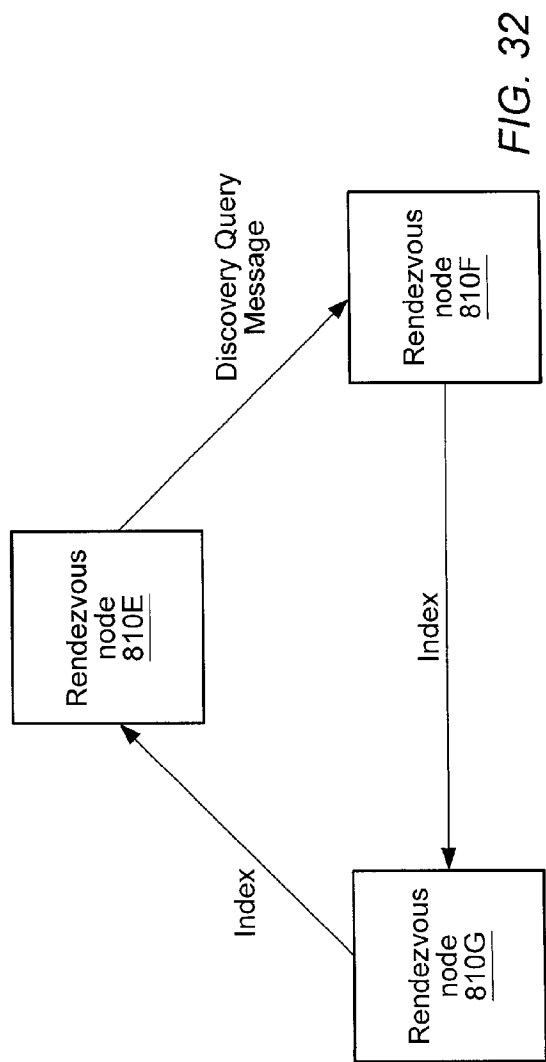 Rendezvous
node
810E
Discovery Query
Message
Index
Index
Rendezvous
node
810G
Rendezvous
node
810F
FIG. 32